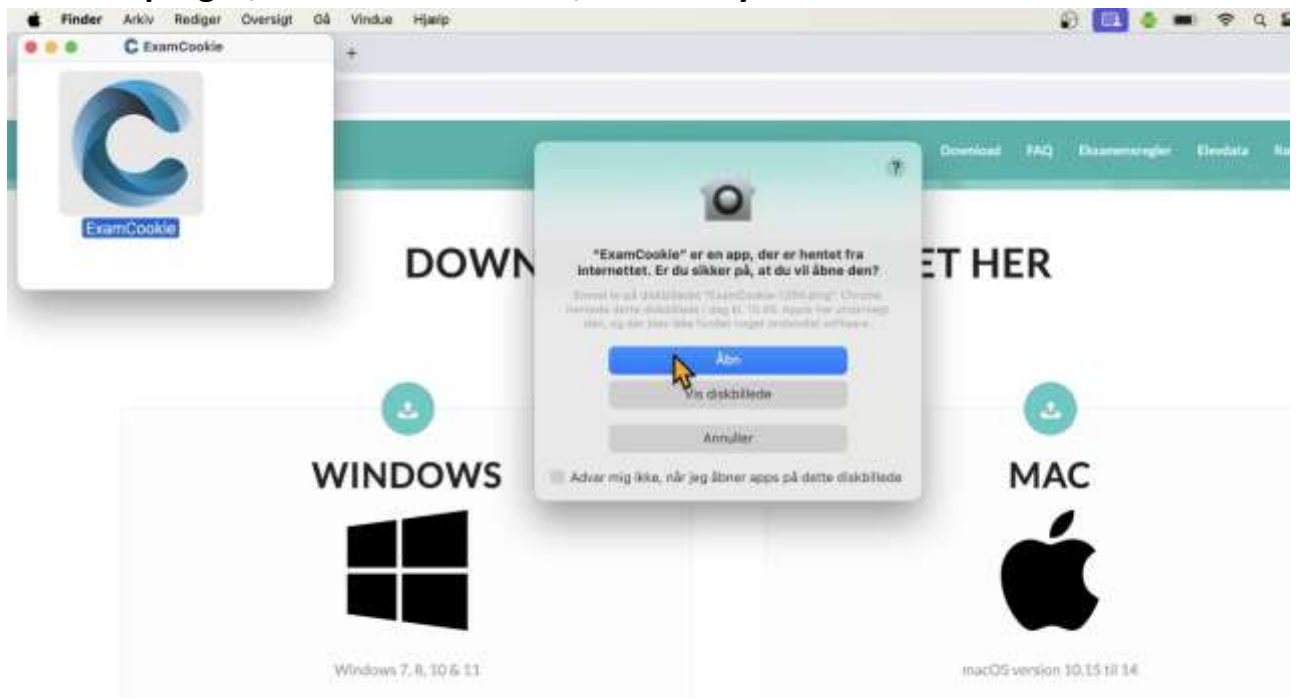 Finder Arkiv Rediger Oversigt Gå Vindue Hjælp
ExamCookie
ExamCookie
Download FAQ Eksamensregler Elevdata
DOWN
ET HER
?
"ExamCookie" er en app, der er hentet fra
internettet. Er du sikker på, at du vil åbne den?
Åbn
Vis diskbillede
Annuller
Advar mig ikke, når jeg åbner apps på dette diskbillede
WINDOWS
MAC
Windows 7, 8, 10 & 11
macOS version 10.15 til 14